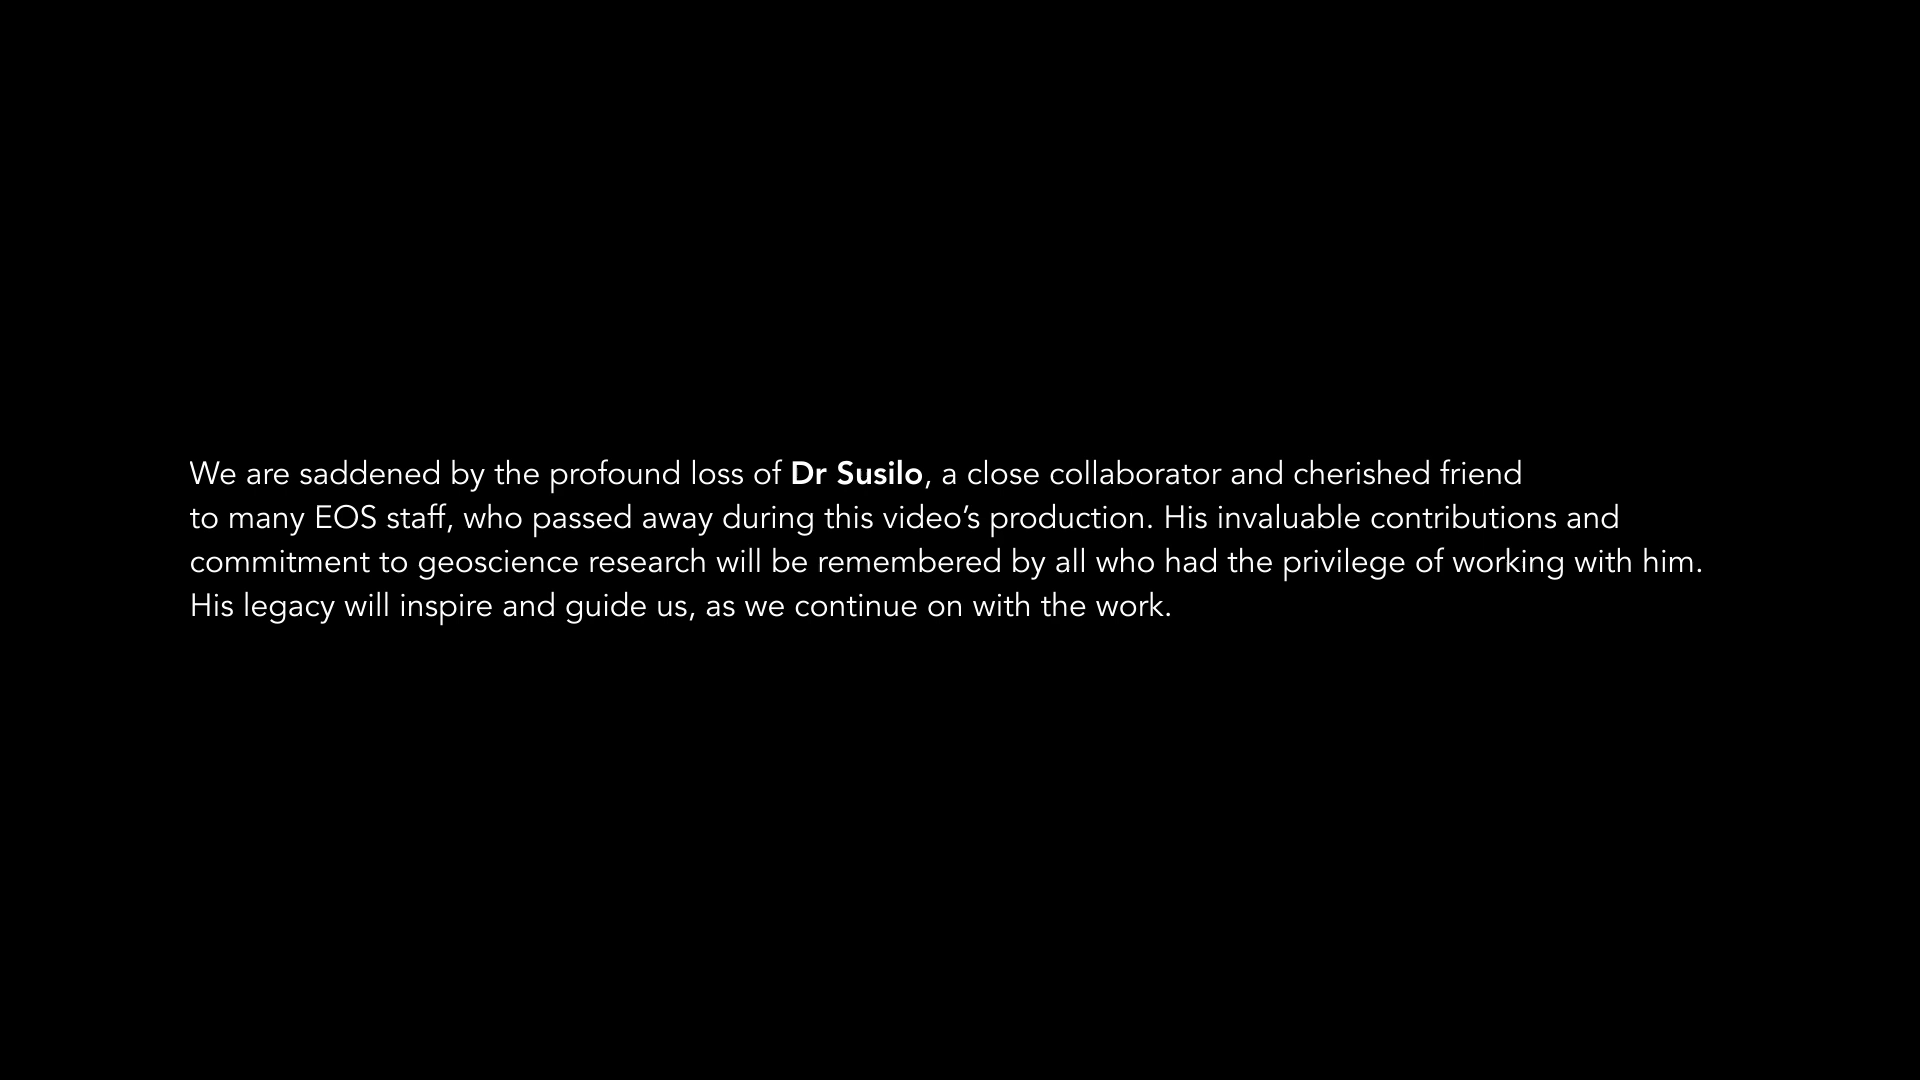 We are saddened by the profound loss of Dr Susilo, a close collaborator and cherished friend
to many EOS staff, who passed away during this video’s production. His invaluable contributions and
commitment to geoscience research will be remembered by all who had the privilege of working with him.
His legacy will inspire and guide us, as we continue on with the work.